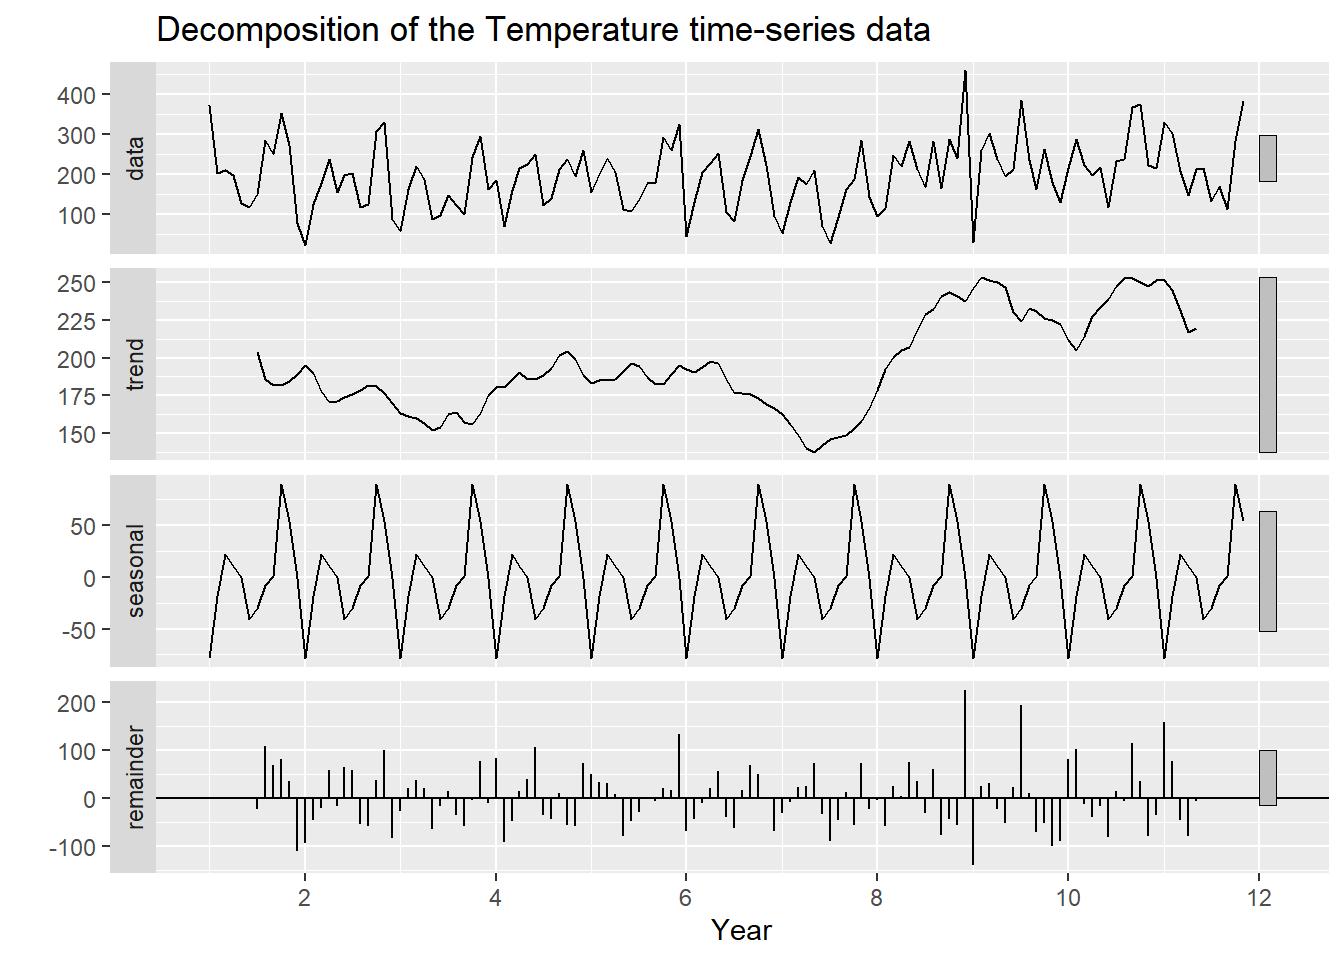 Decomposition of the Temperature time-series data
data
400
300
200
100
trend
250
225
200
175
150
seasonal
50
0
-50
remainder
200
100
0
-100
2 4 6 8 10 12
Year